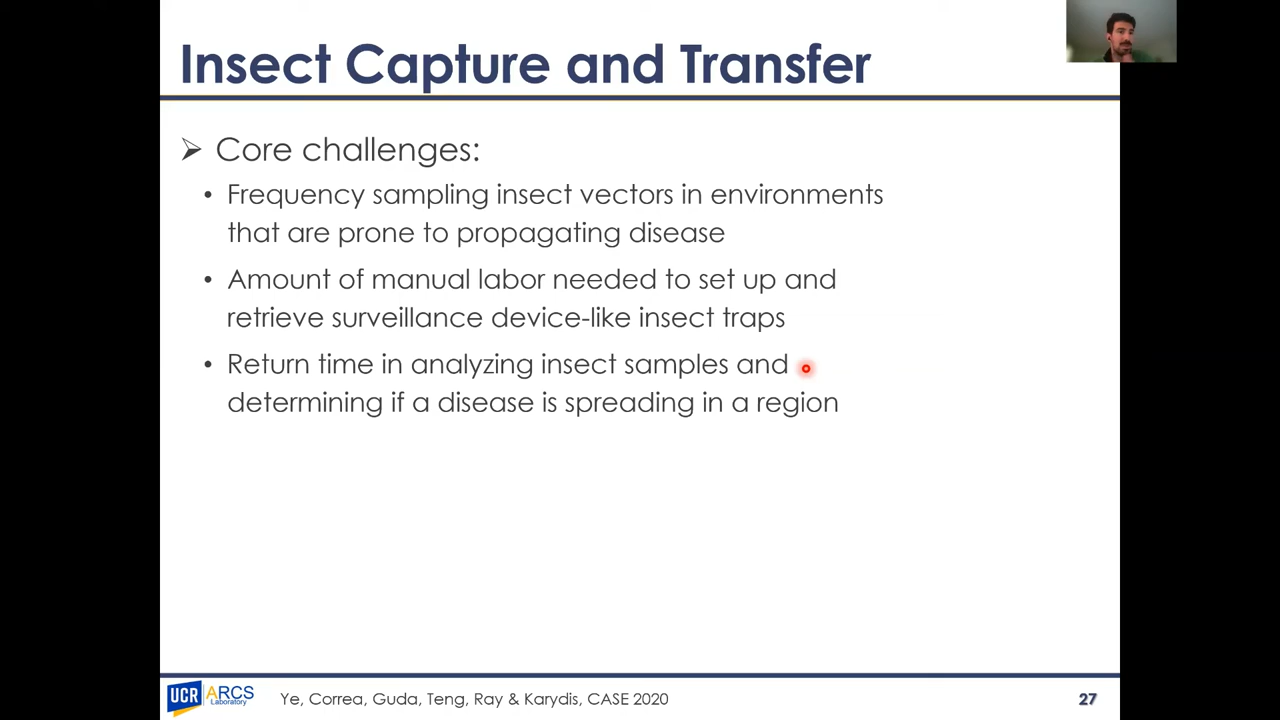 Insect Capture and Transfer
➢ Core challenges:
• Frequency sampling insect vectors in environments
that are prone to propagating disease
• Amount of manual labor needed to set up and
retrieve surveillance device-like insect traps
• Return time in analyzing insect samples and
determining if a disease is spreading in a region
UCR ARCS
Laboratory
Ye, Correa, Guda, Teng, Ray & Karydis, CASE 2020
27